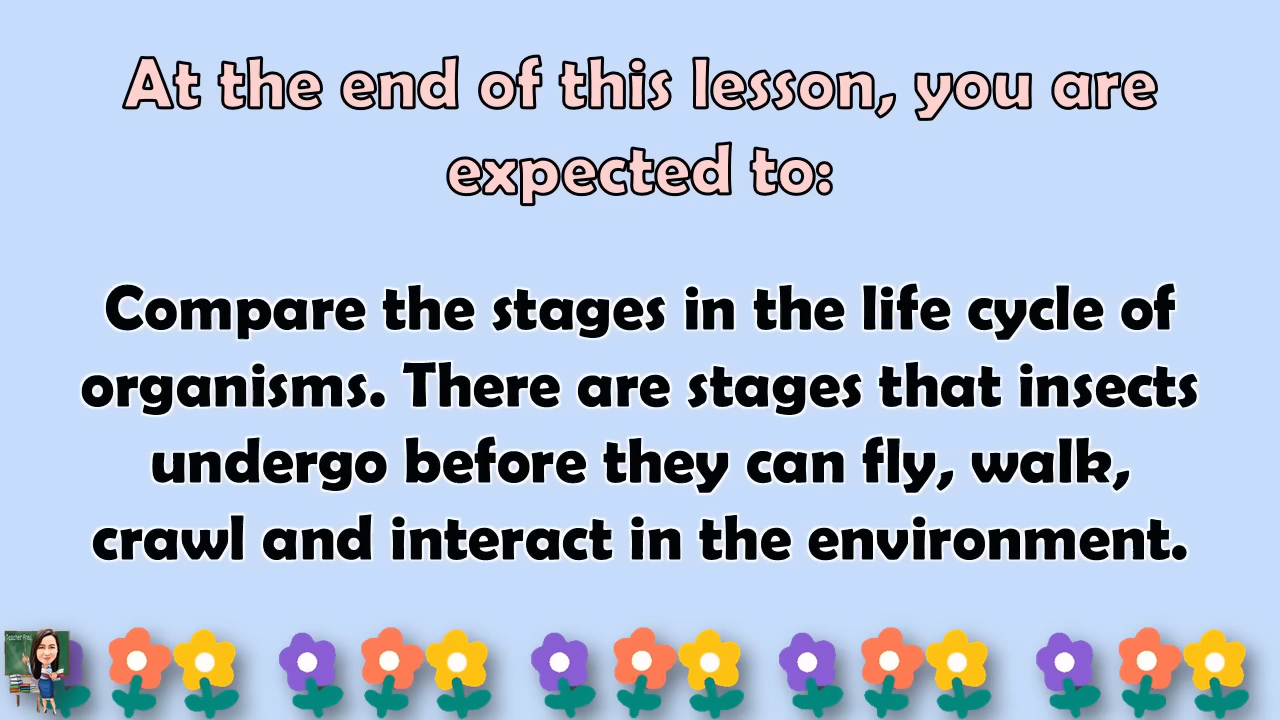 At the end of this lesson, you are
expected to:
Compare the stages in the life cycle of
organisms. There are stages that insects
undergo before they can fly, walk,
crawl and interact in the environment.